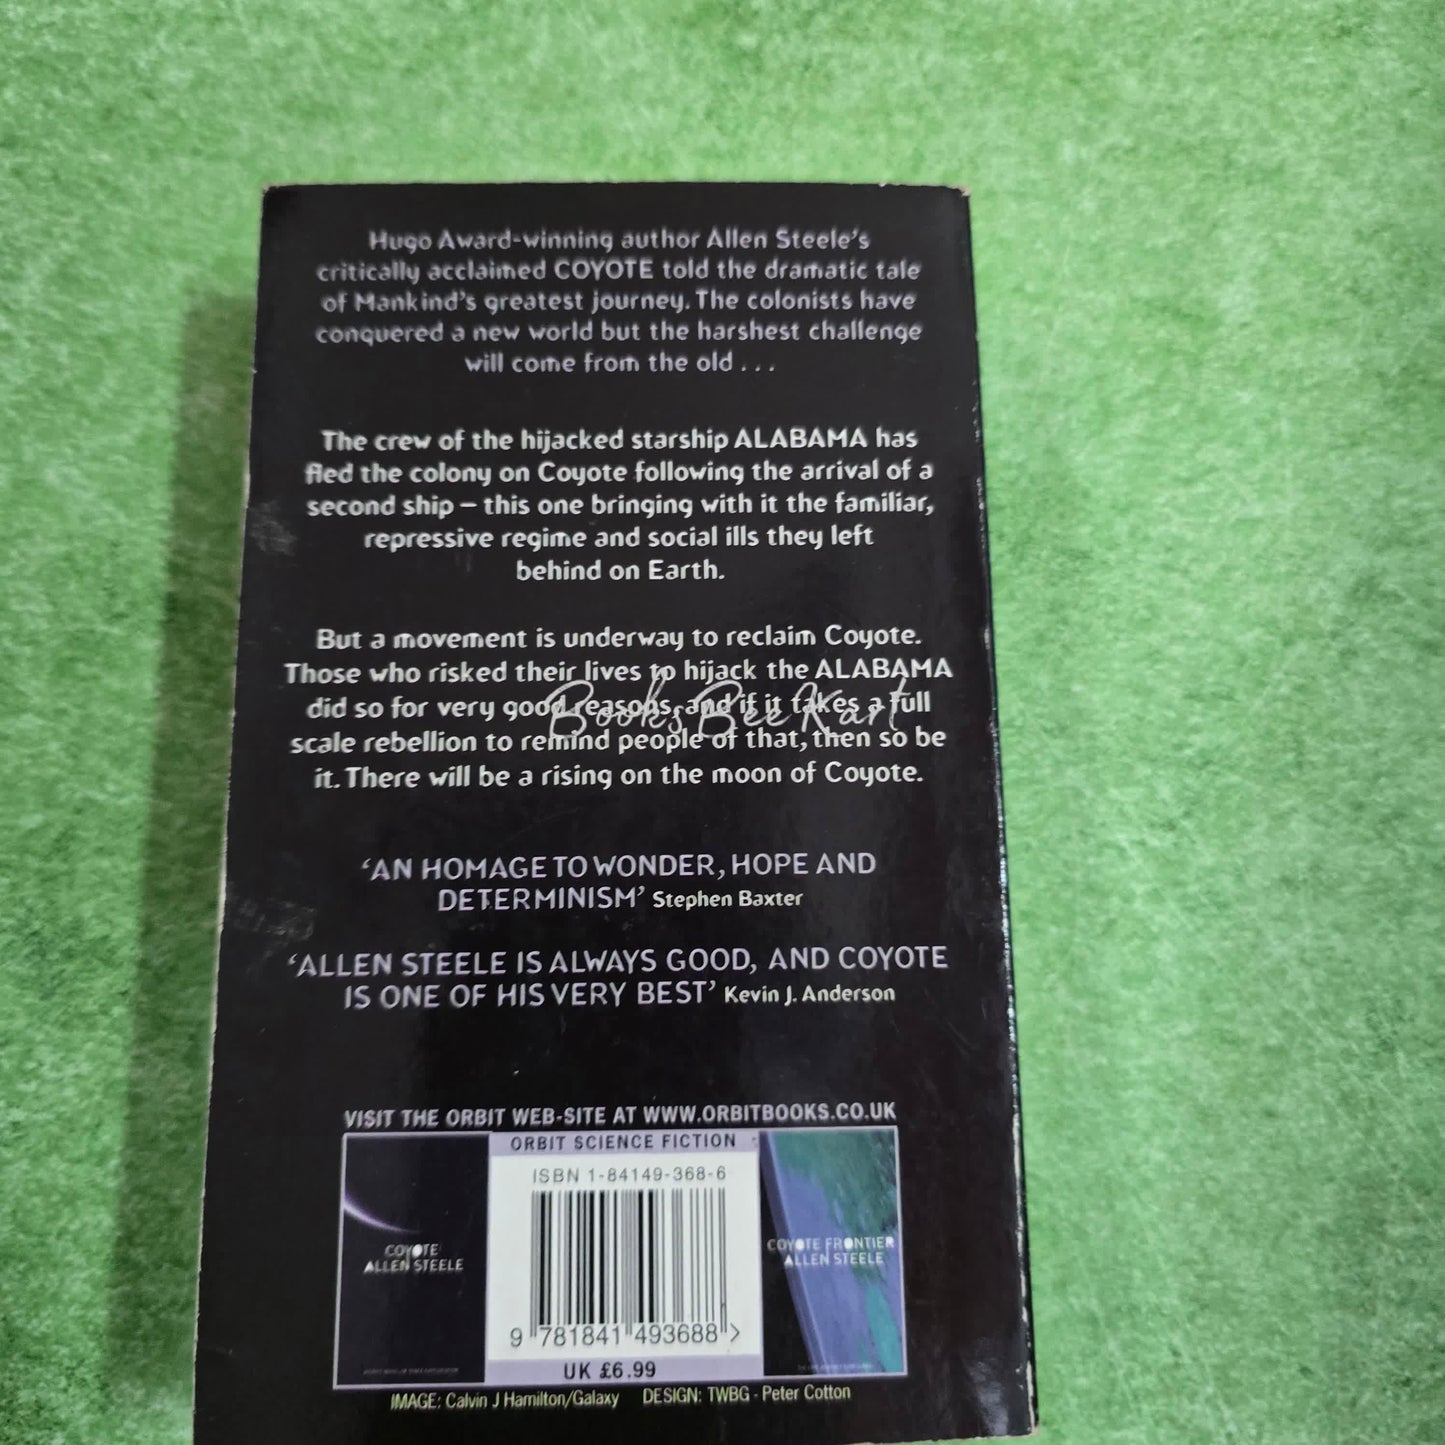 Hugo Award-winning author Allen Steele's
critically acclaimed COYOTE told the dramatic tale
of Mankind's greatest journey. The colonists have
conquered a new world but the harshest challenge
will come from the old . . .
The crew of the hijacked starship ALABAMA has
fled the colony on Coyote following the arrival of a
second ship – this one bringing with it the familiar,
repressive regime and social ills they left
behind on Earth.
But a movement is underway to reclaim Coyote.
Those who risked their lives to hijack the ALABAMA
did so for very good reasons, and if it takes a full
scale rebellion to remind people of that, then so be
it. There will be a rising on the moon of Coyote.
BooksBeeKart
'AN HOMAGE TO WONDER, HOPE AND
DETERMINISM' Stephen Baxter
'ALLEN STEELE IS ALWAYS GOOD, AND COYOTE
IS ONE OF HIS VERY BEST' Kevin J. Anderson
VISIT THE ORBIT WEB-SITE AT WWW.ORBITBOOKS.CO.UK
ORBIT SCIENCE FICTION
ISBN 1-84149-368-6
COYOTE
ALLEN STEELE
COYOTE FRONTIER
ALLEN STEELE
9 781841 493688 >
UK £6.99
IMAGE: Calvin J Hamilton/Galaxy DESIGN: TWBG - Peter Cotton